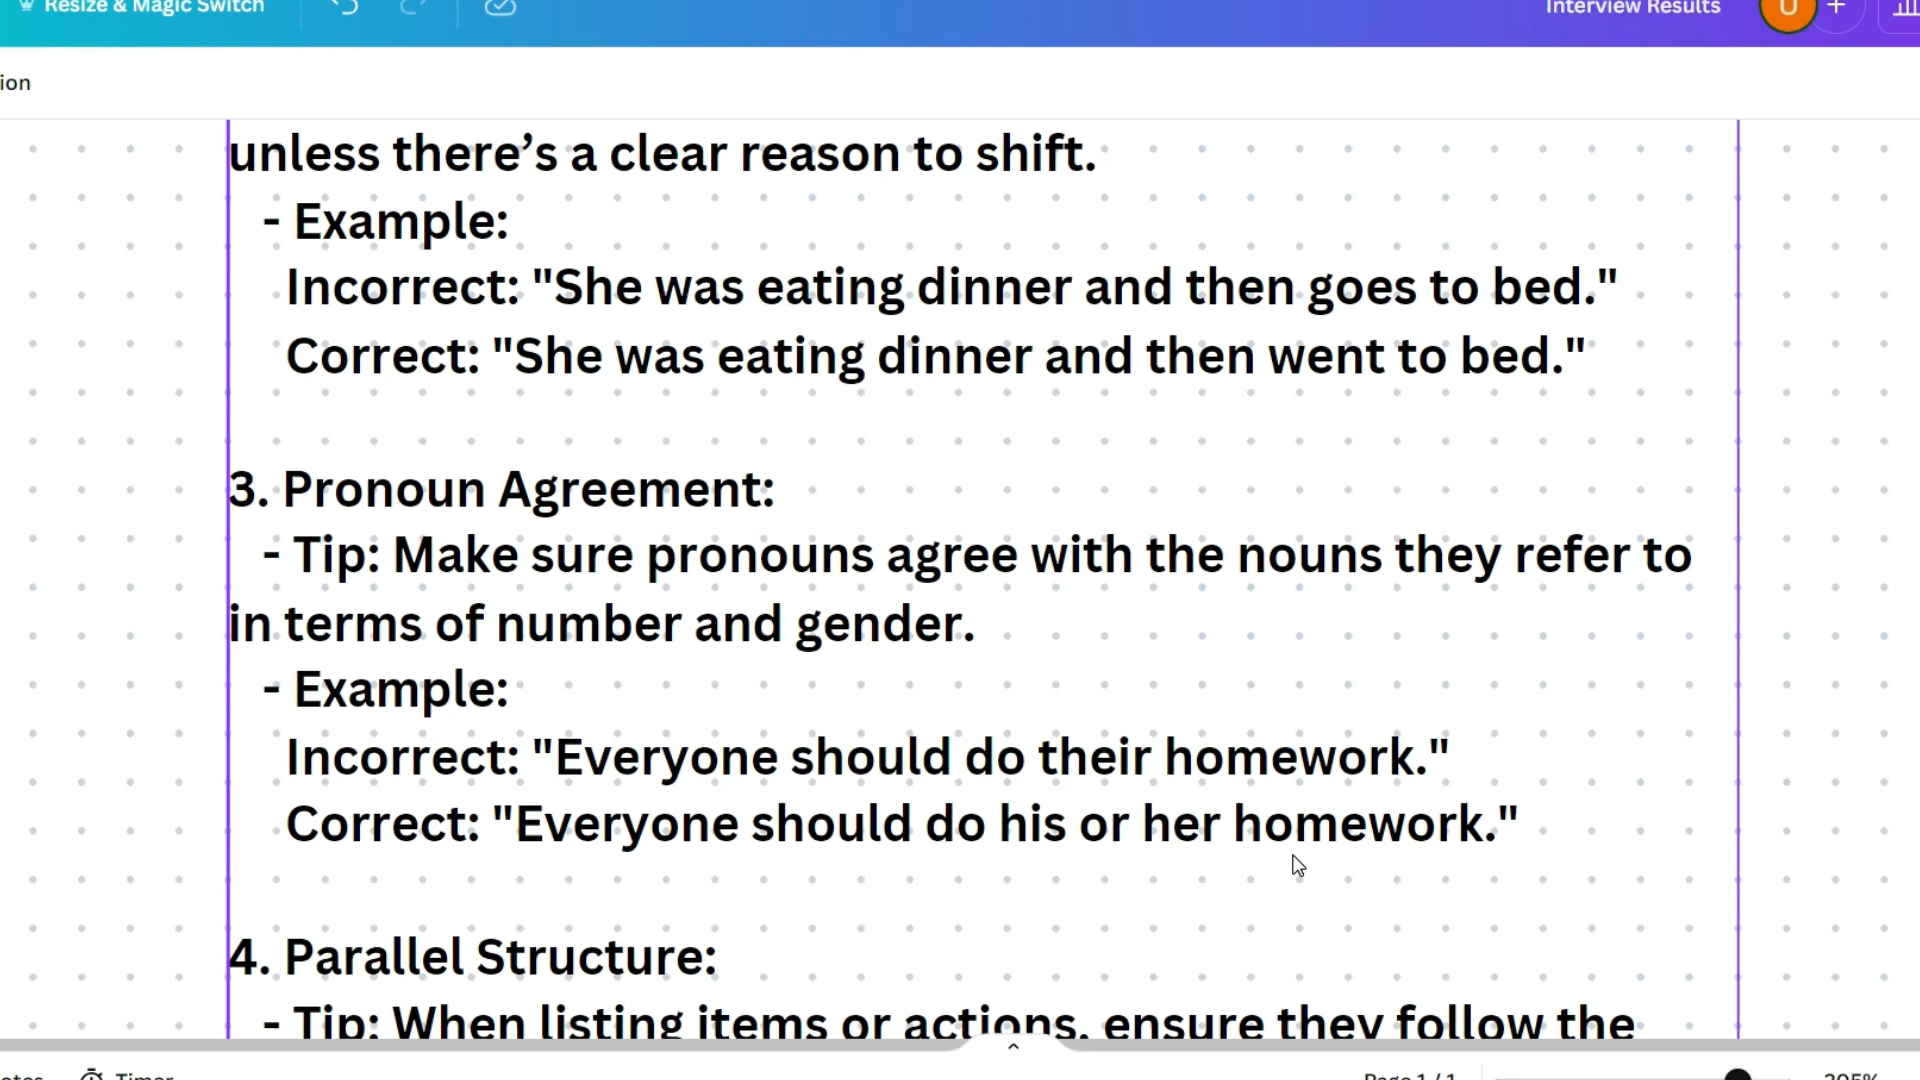 Resize & Magic Switch
Interview Results
U
+
ion
unless there’s a clear reason to shift.
- Example:
Incorrect: "She was eating dinner and then goes to bed."
Correct: "She was eating dinner and then went to bed."
3. Pronoun Agreement:
- Tip: Make sure pronouns agree with the nouns they refer to
in terms of number and gender.
- Example:
Incorrect: "Everyone should do their homework."
Correct: "Everyone should do his or her homework."
4. Parallel Structure:
- Tip: When listing items or actions, ensure they follow the
otes
Timer
Page 1 / 1
305%